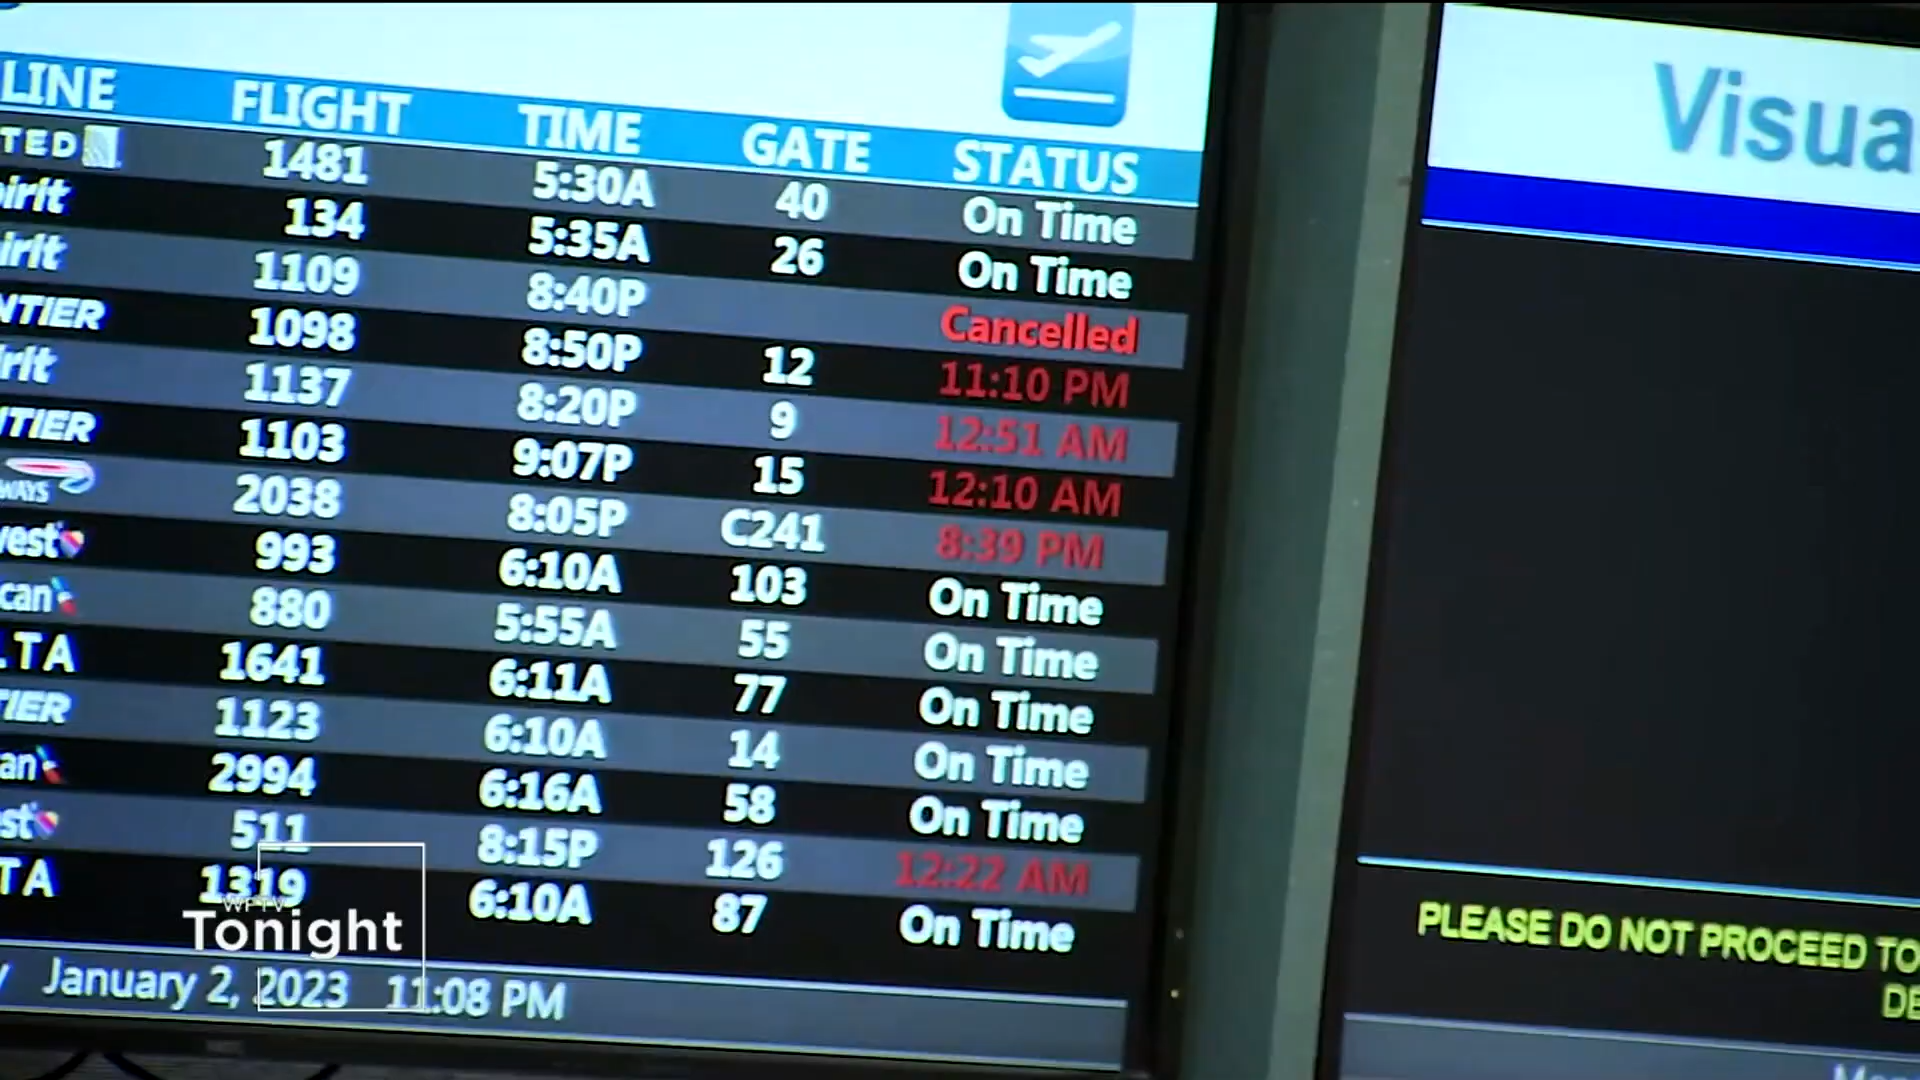 LINE FLIGHT TIME GATE STATUS
TED 1481 5:30A 40 On Time
irit 134 5:35A 26 On Time
irit 1109 8:40P Cancelled
NTIER 1098 8:50P 12 11:10 PM
rit 1137 8:20P 9 12:51 AM
TIER 1103 9:07P 15 12:10 AM
WAYS 2038 8:05P C241 8:39 PM
vest 993 6:10A 103 On Time
can 880 5:55A 55 On Time
LTA 1641 6:11A 77 On Time
TIER 1123 6:10A 14 On Time
an 2994 6:16A 58 On Time
st 511 8:15P 126 12:22 AM
TA 1319 6:10A 87 On Time
y January 2, 2023 11:08 PM
WPTV
Tonight
Visua
PLEASE DO NOT PROCEED TO
DE